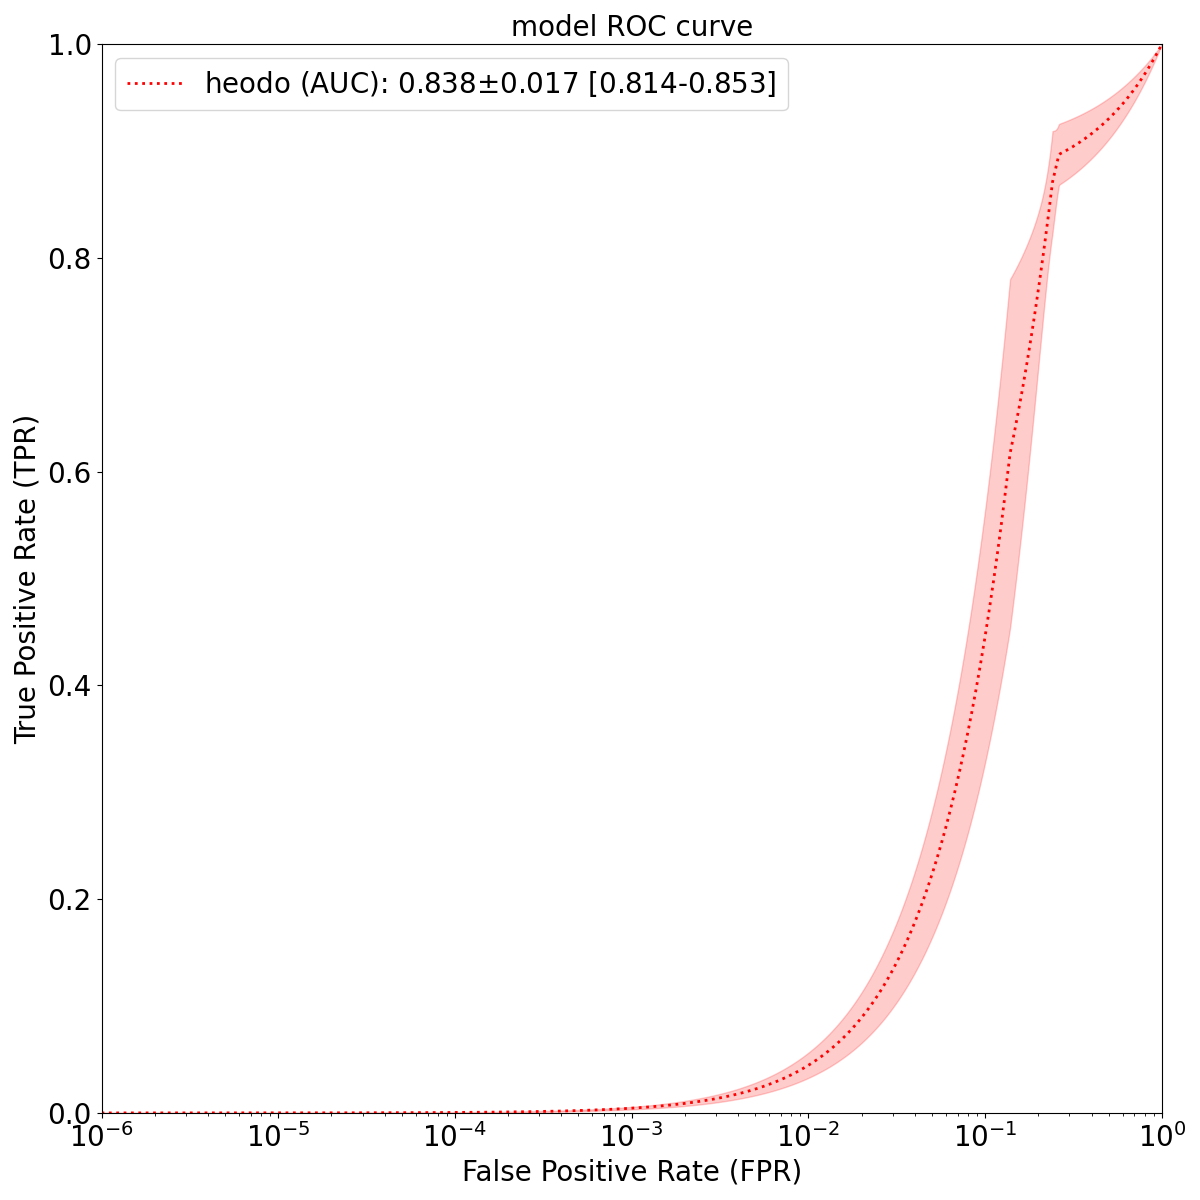 model ROC curve
heodo (AUC): 0.838±0.017 [0.814-0.853]
True Positive Rate (TPR)
1.0
0.8
0.6
0.4
0.2
0.0
10⁻⁶ 10⁻⁵ 10⁻⁴ 10⁻³ 10⁻² 10⁻¹ 10⁰
False Positive Rate (FPR)